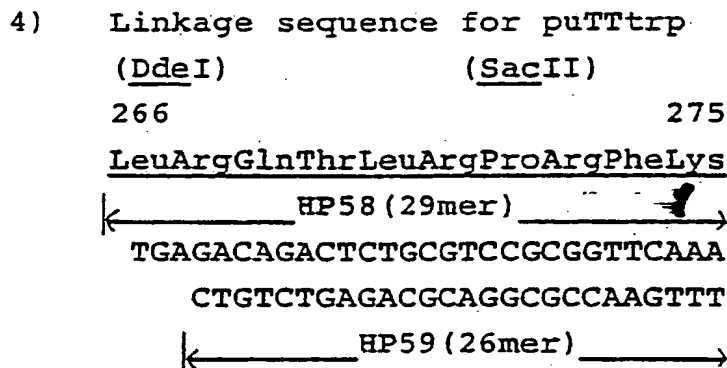 4) Linkage sequence for puTTtrp
(DdeI) (SacII)
266 275
LeuArgGlnThrLeuArgProArgPheLys
HP58(29mer)
TGAGACAGACTCTGCGTCCGCGGTTCAAA
CTGTCTGAGACGCAGGCGCCAAGTTT
HP59(26mer)